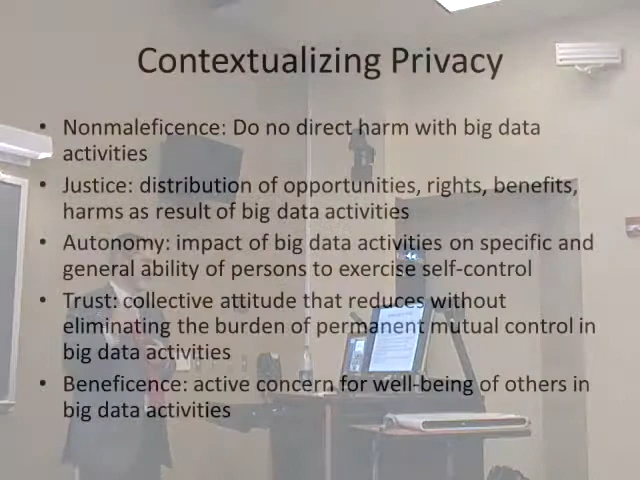 Contextualizing Privacy
• Nonmaleficence: Do no direct harm with big data
activities
• Justice: distribution of opportunities, rights, benefits,
harms as result of big data activities
• Autonomy: impact of big data activities on specific and
general ability of persons to exercise self-control
• Trust: collective attitude that reduces without
eliminating the burden of permanent mutual control in
big data activities
• Beneficence: active concern for well-being of others in
big data activities